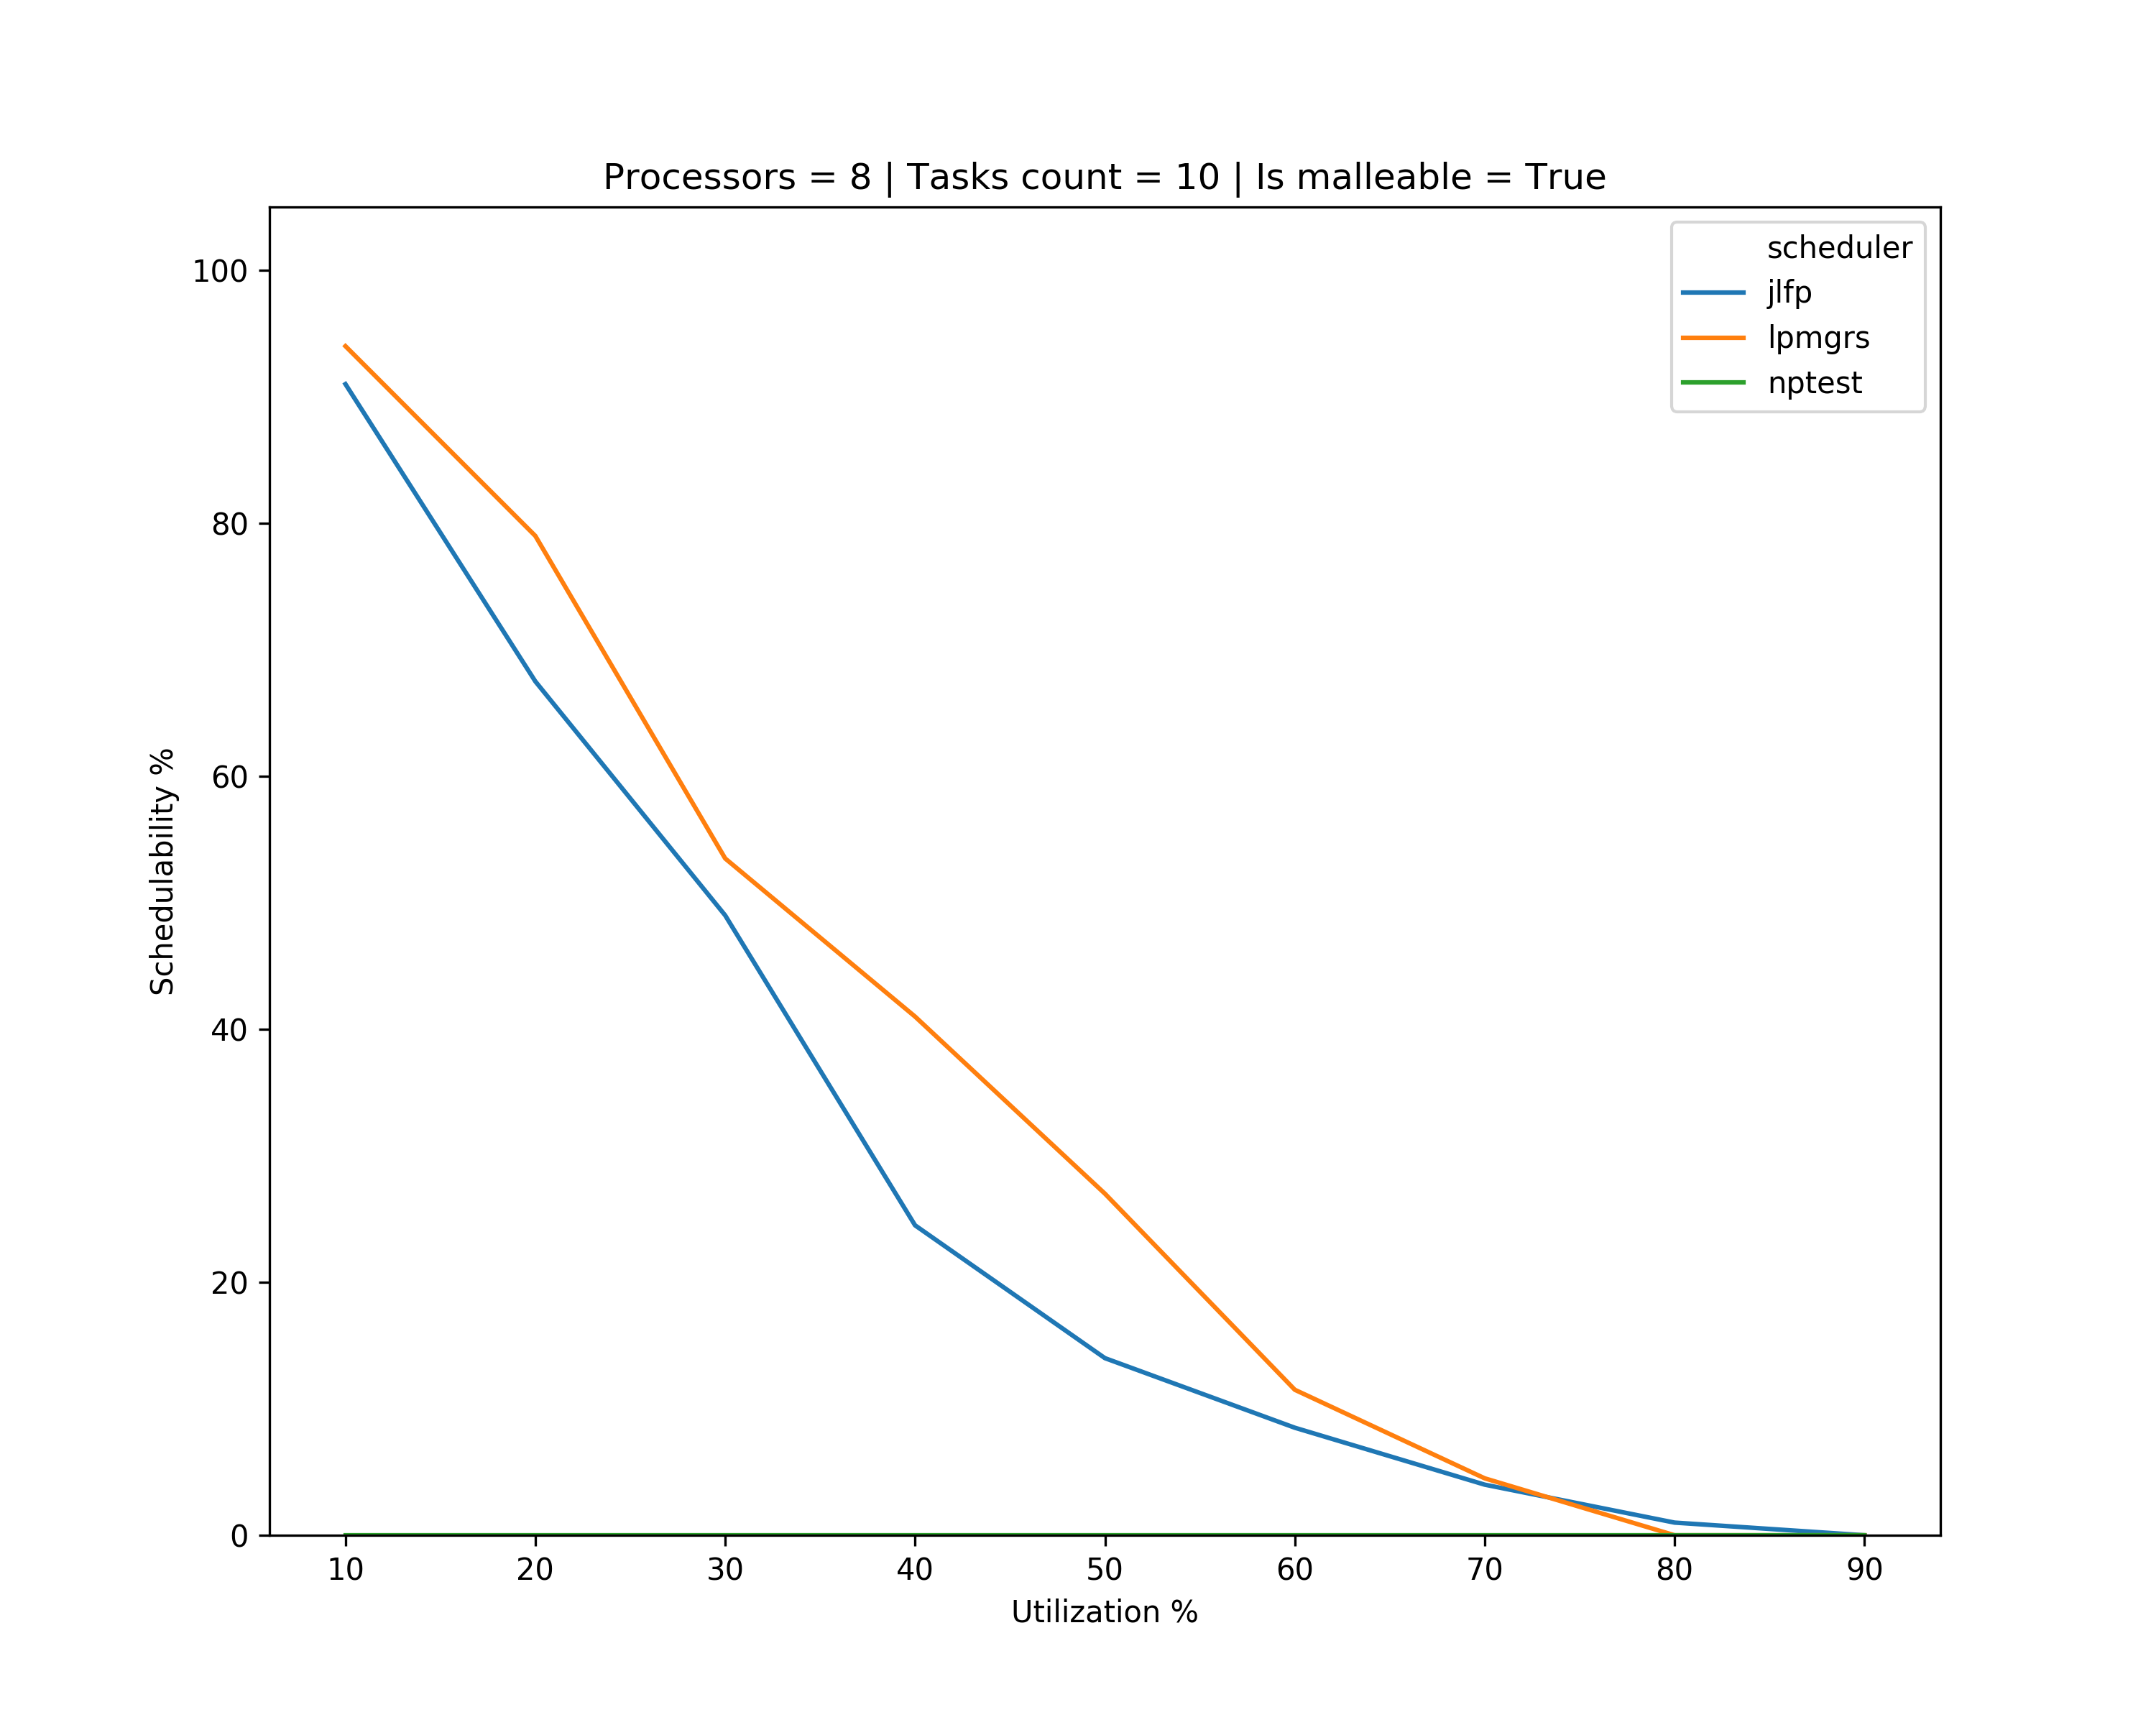 Processors = 8 | Tasks count = 10 | Is malleable = True
scheduler
jlfp
lpmgrs
nptest
Schedulability %
100
80
60
40
20
0
10 20 30 40 50 60 70 80 90
Utilization %